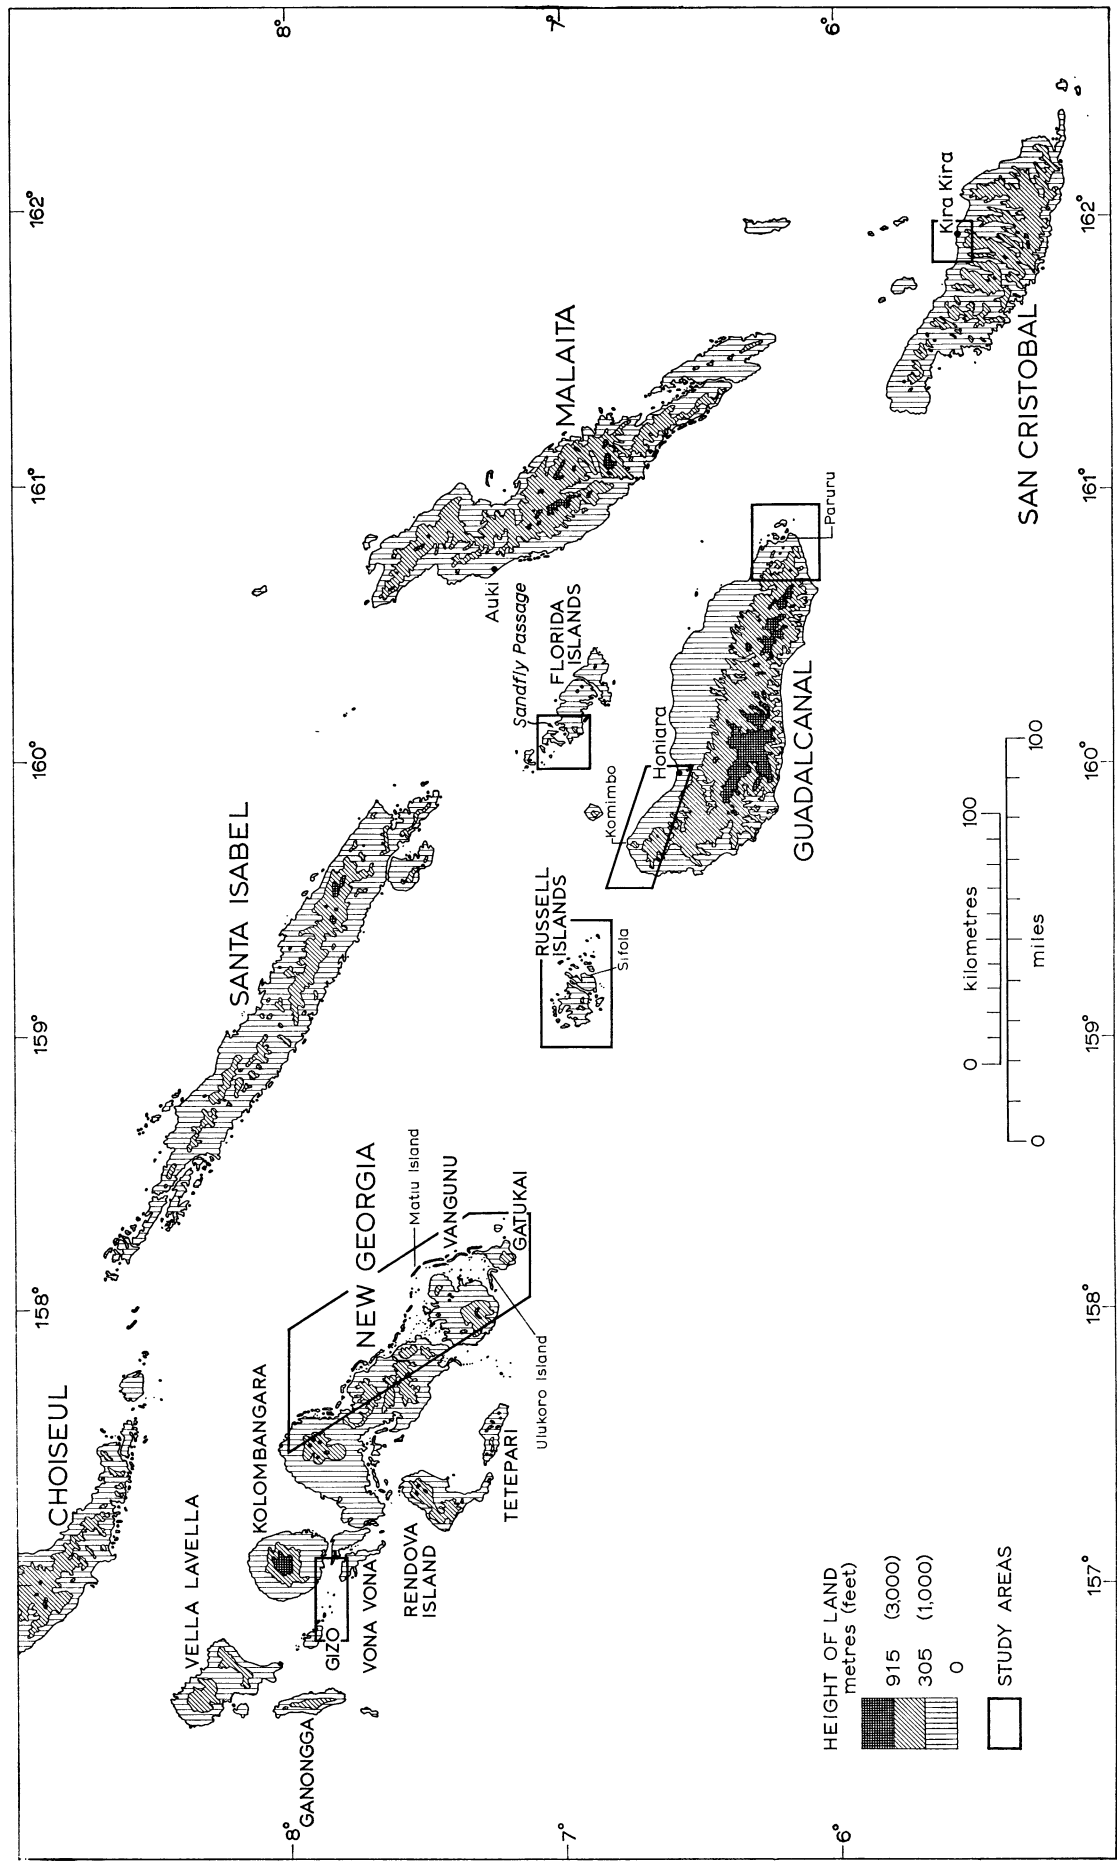 CHOISEUL
VELLA LAVELLA
KOLOMBANGARA
GANONGGA
GIZO
VONA VONA
RENDOVA
ISLAND
TETEPARI
NEW GEORGIA
Matiu Island
VANGUNU
GATUKAI
Ulukoro Island
SANTA ISABEL
RUSSELL
ISLANDS
Sifola
Komimbo
Honiara
GUADALCANAL
Paruru
Sandfly Passage
FLORIDA
ISLANDS
Auki
MALAITA
SAN CRISTOBAL
Kira Kira
158°
159°
160°
161°
162°
157°
158°
159°
160°
161°
162°
8°
7°
6°
8°
7°
6°
HEIGHT OF LAND
metres (feet)
915 (3,000)
305 (1,000)
0
STUDY AREAS
0 kilometres 100
0 miles 100